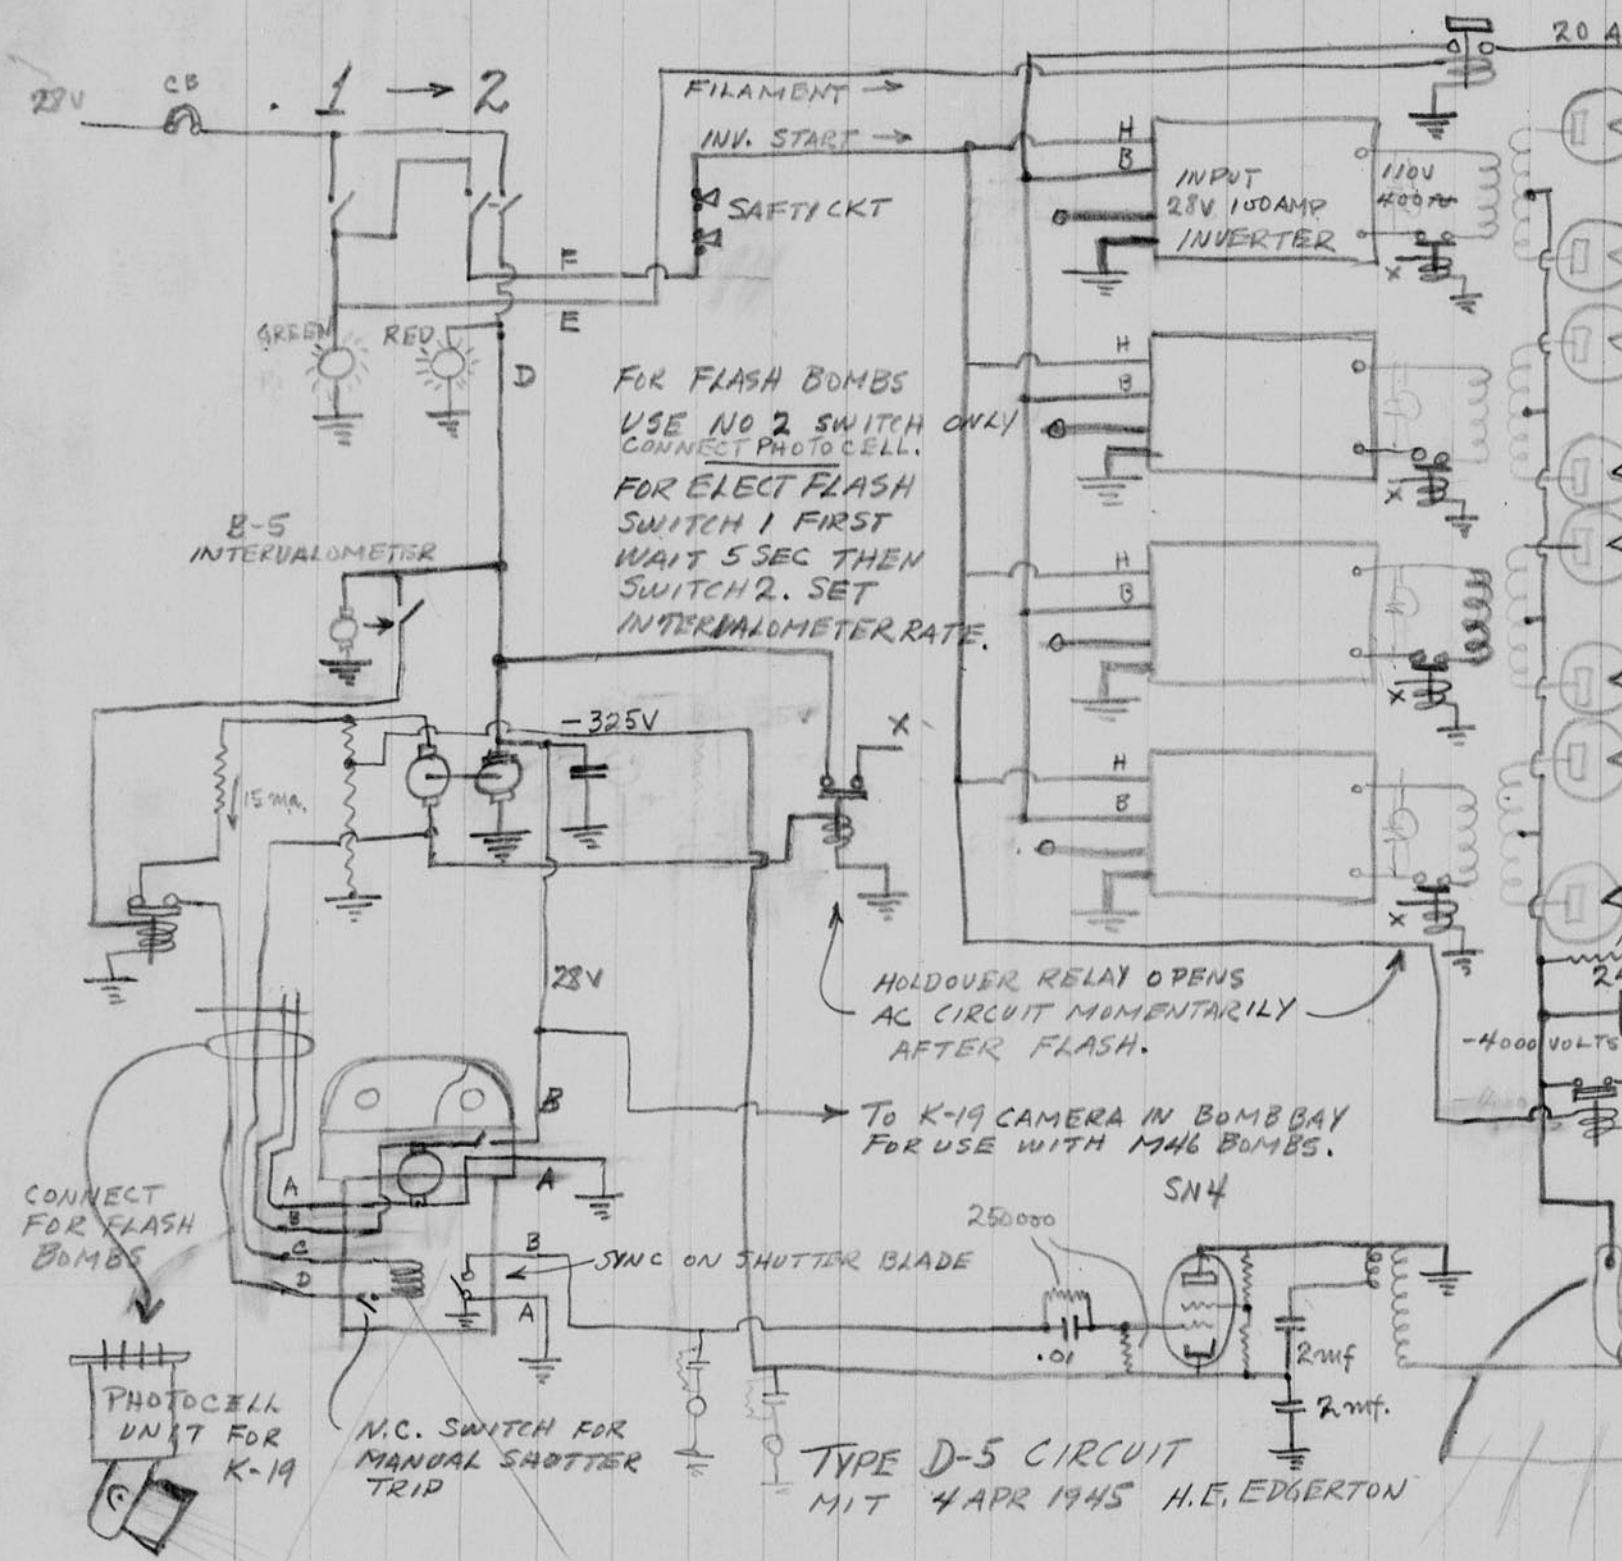 28V
CB
1 → 2
FILAMENT →
INV. START →
20 A
SAFTY CKT
F
E
D
GREEN
RED
H
B
INPUT
28V 100 AMP
INVERTER
110V
400~
X
FOR FLASH BOMBS
USE NO 2 SWITCH ONLY
CONNECT PHOTOCELL.
FOR ELECT FLASH
SWITCH 1 FIRST
WAIT 5 SEC THEN
SWITCH 2. SET
INTERVALOMETER RATE.
H
B
X
B-5
INTERVALOMETER
H
B
X
-325V
X
15 ma.
H
B
X
28V
HOLDOVER RELAY OPENS
AC CIRCUIT MOMENTARILY
AFTER FLASH.
-4000 VOLTS
B
TO K-19 CAMERA IN BOMB BAY
FOR USE WITH M46 BOMBS.
CONNECT
FOR FLASH
BOMBS
A
B
C
D
A
B
A
SYNC ON SHUTTER BLADE
250000
SN4
.01
2mf
2mf.
PHOTOCELL
UNIT FOR
K-19
N.C. SWITCH FOR
MANUAL SHUTTER
TRIP
TYPE D-5 CIRCUIT
MIT 4 APR 1945 H.E. EDGERTON